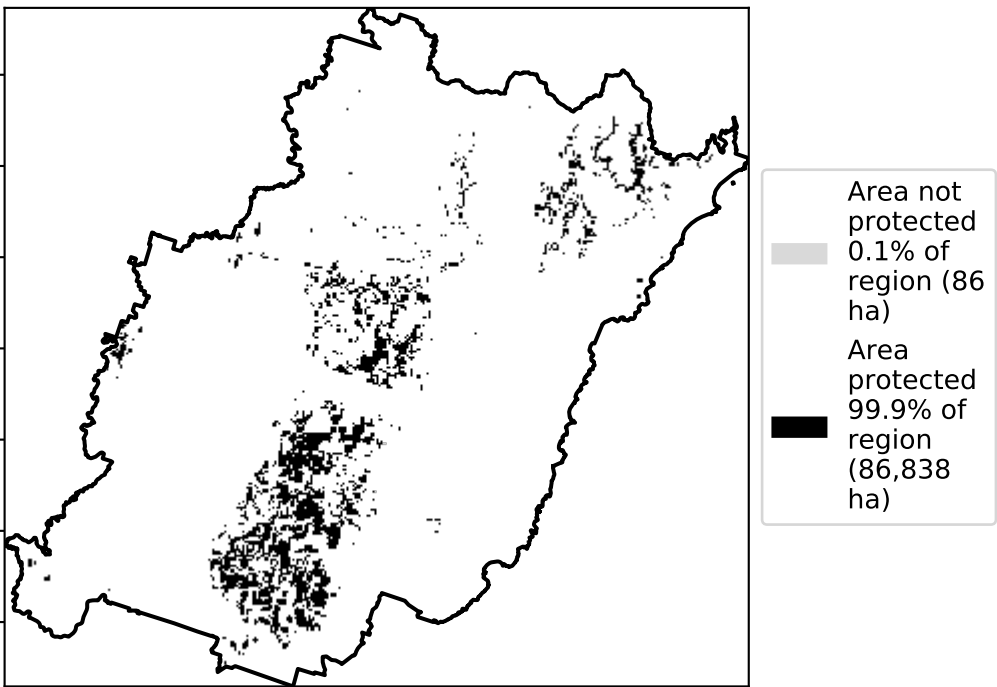 Area not
protected
0.1% of
region (86
ha)
Area
protected
99.9% of
region
(86,838
ha)